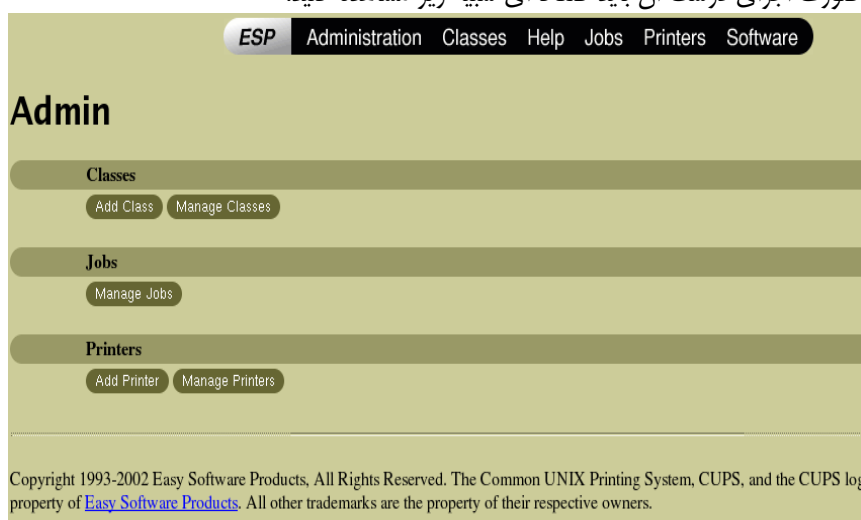 ESP Administration Classes Help Jobs Printers Software
Admin
Classes
Add Class Manage Classes
Jobs
Manage Jobs
Printers
Add Printer Manage Printers
Copyright 1993-2002 Easy Software Products, All Rights Reserved. The Common UNIX Printing System, CUPS, and the CUPS
property of Easy Software Products. All other trademarks are the property of their respective owners.